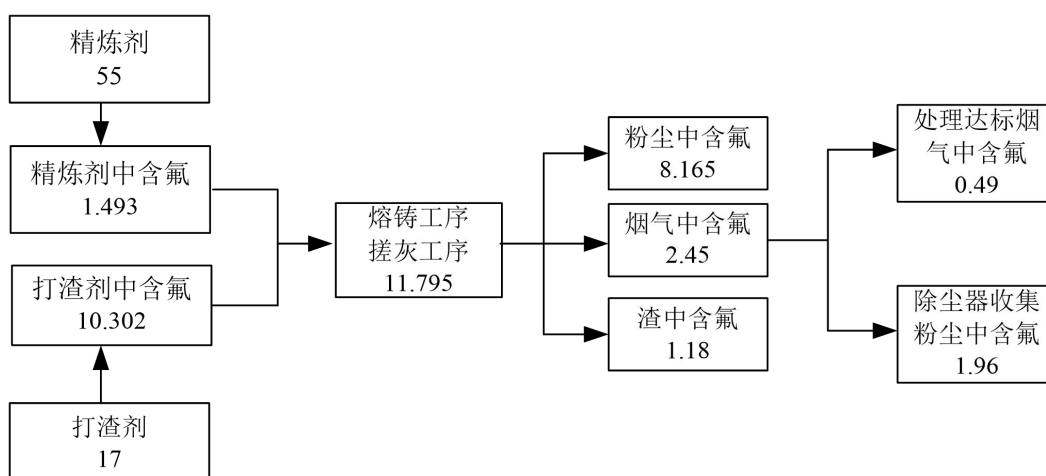 精炼剂
55
精炼剂中含氟
1.493
打渣剂中含氟
10.302
打渣剂
17
熔铸工序
搓灰工序
11.795
粉尘中含氟
8.165
烟气中含氟
2.45
渣中含氟
1.18
处理达标烟
气中含氟
0.49
除尘器收集
粉尘中含氟
1.96